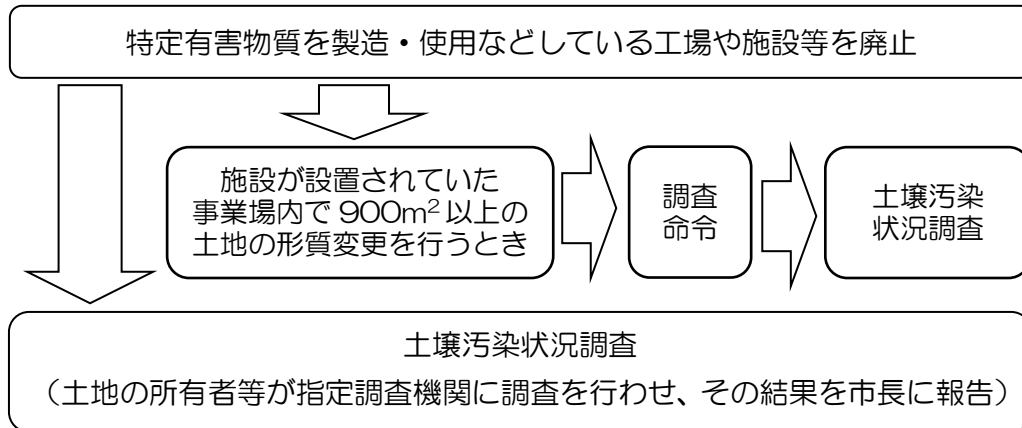 特定有害物質を製造・使用などしている工場や施設等を廃止
施設が設置されていた
事業場内で 900m² 以上の
土地の形質変更を行うとき
調査
命令
土壌汚染
状況調査
土壌汚染状況調査
（土地の所有者等が指定調査機関に調査を行わせ、その結果を市長に報告）